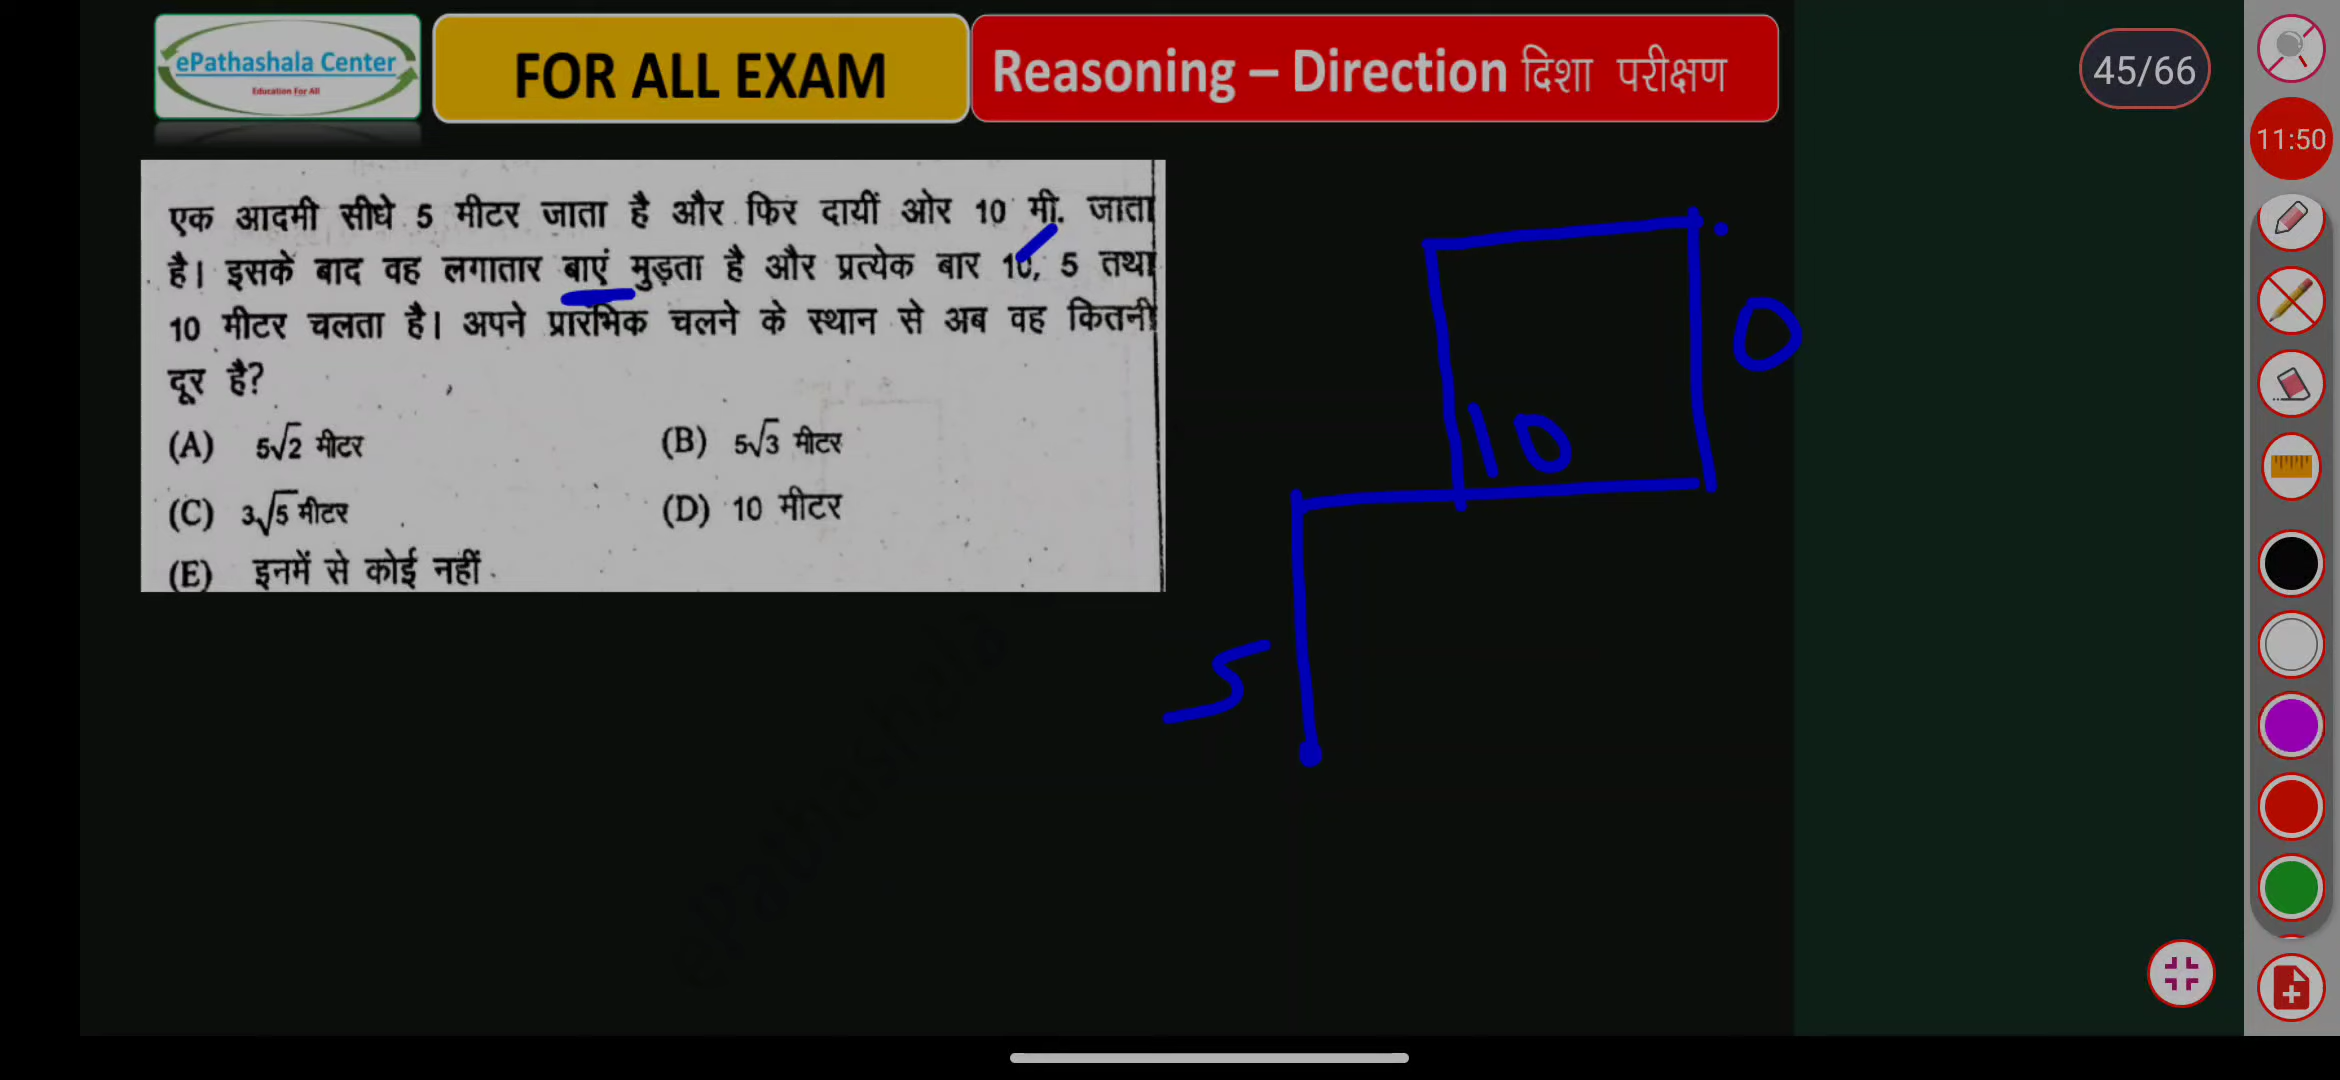 ePathashala Center
Education For All
FOR ALL EXAM
Reasoning – Direction दिशा परीक्षण
45/66
11:50
एक आदमी सीधे 5 मीटर जाता है और फिर दायीं ओर 10 मी. जाता
है। इसके बाद वह लगातार बाएं मुड़ता है और प्रत्येक बार 10, 5 तथा
10 मीटर चलता है। अपने प्रारंभिक चलने के स्थान से अब वह कितनी
दूर है?
(A) 5√2 मीटर (B) 5√3 मीटर
(C) 3√5 मीटर (D) 10 मीटर
(E) इनमें से कोई नहीं
0
10
5
ePathashala